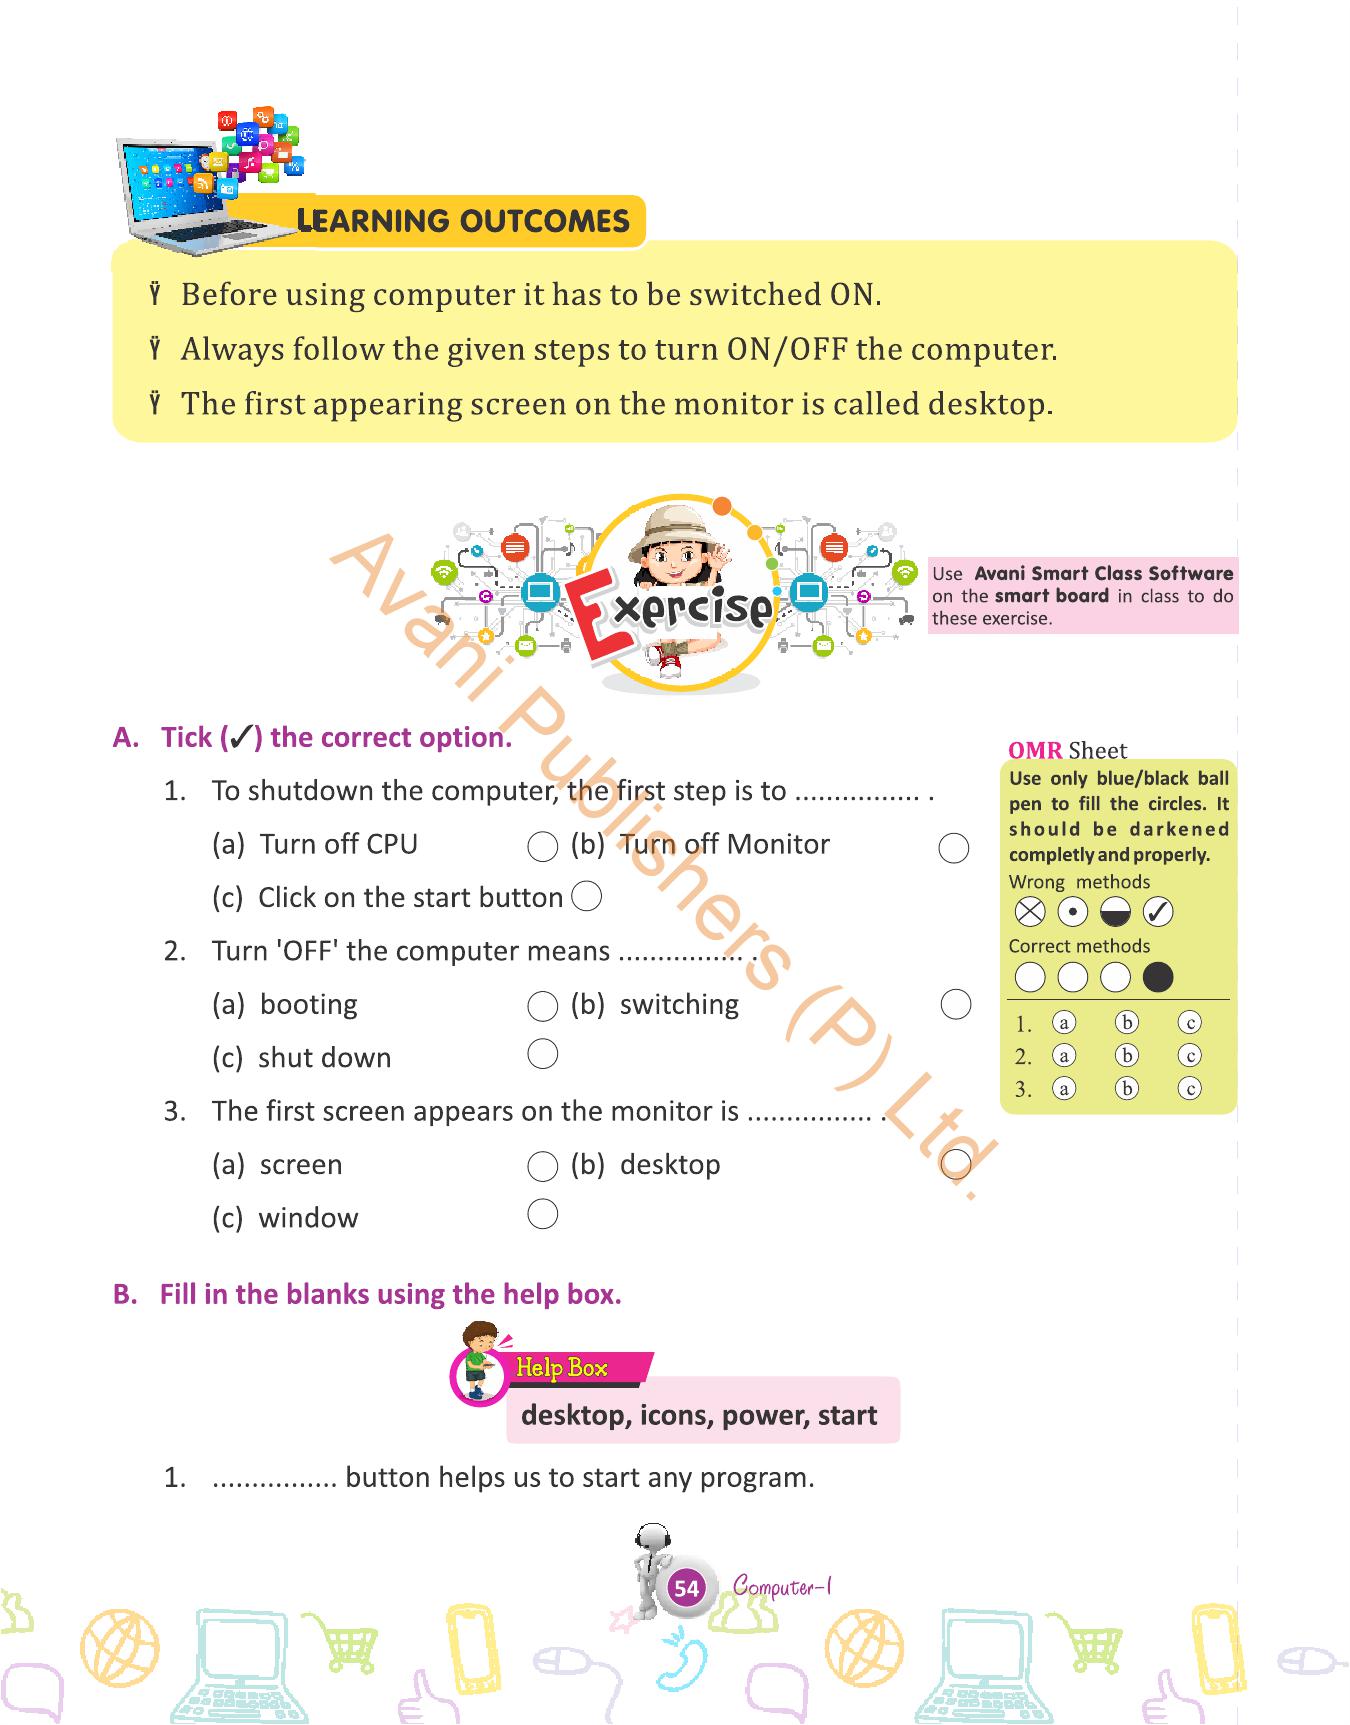 LEARNING OUTCOMES
Ÿ Before using computer it has to be switched ON.
Ÿ Always follow the given steps to turn ON/OFF the computer.
Ÿ The first appearing screen on the monitor is called desktop.
Exercise
Use Avani Smart Class Software
on the smart board in class to do
these exercise.
A. Tick (✓) the correct option.
1. To shutdown the computer, the first step is to ................ .
(a) Turn off CPU (b) Turn off Monitor
(c) Click on the start button
2. Turn 'OFF' the computer means ................ .
(a) booting (b) switching
(c) shut down
3. The first screen appears on the monitor is ................ .
(a) screen (b) desktop
(c) window
OMR Sheet
Use only blue/black ball
pen to fill the circles. It
should be darkened
completly and properly.
Wrong methods
Correct methods
1. a b c
2. a b c
3. a b c
B. Fill in the blanks using the help box.
Help Box
desktop, icons, power, start
1. ................ button helps us to start any program.
54 Computer-1
Avani Publishers (P) Ltd.